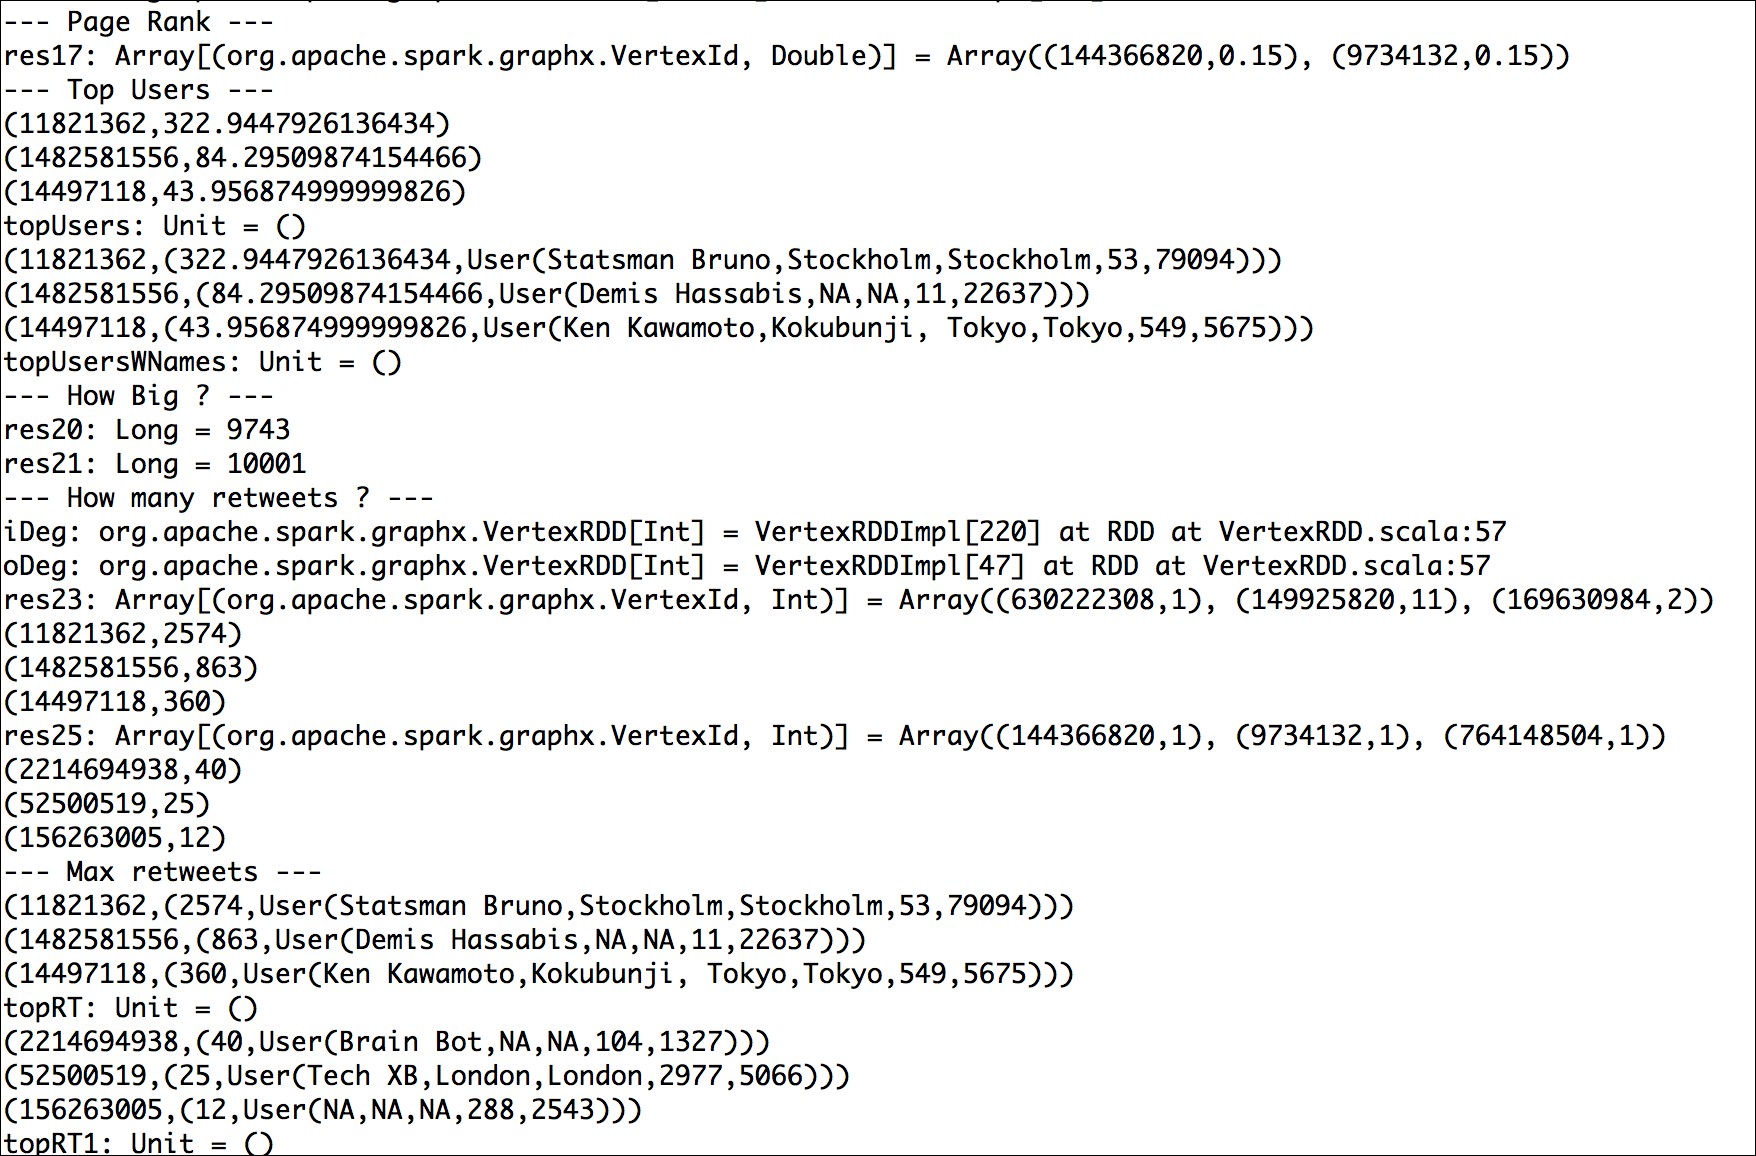 --- Page Rank ---
res17: Array[(org.apache.spark.graphx.VertexId, Double)] = Array((144366820,0.15), (9734132,0.15))
--- Top Users ---
(11821362,322.9447926136434)
(1482581556,84.29509874154466)
(14497118,43.956874999999826)
topUsers: Unit = ()
(11821362,(322.9447926136434,User(Statsman Bruno,Stockholm,Stockholm,53,79094)))
(1482581556,(84.29509874154466,User(Demis Hassabis,NA,NA,11,22637)))
(14497118,(43.956874999999826,User(Ken Kawamoto,Kokubunji, Tokyo,Tokyo,549,5675)))
topUsersWNames: Unit = ()
--- How Big ? ---
res20: Long = 9743
res21: Long = 10001
--- How many retweets ? ---
iDeg: org.apache.spark.graphx.VertexRDD[Int] = VertexRDDImpl[220] at RDD at VertexRDD.scala:57
oDeg: org.apache.spark.graphx.VertexRDD[Int] = VertexRDDImpl[47] at RDD at VertexRDD.scala:57
res23: Array[(org.apache.spark.graphx.VertexId, Int)] = Array((630222308,1), (149925820,11), (169630984,2))
(11821362,2574)
(1482581556,863)
(14497118,360)
res25: Array[(org.apache.spark.graphx.VertexId, Int)] = Array((144366820,1), (9734132,1), (764148504,1))
(2214694938,40)
(52500519,25)
(156263005,12)
--- Max retweets ---
(11821362,(2574,User(Statsman Bruno,Stockholm,Stockholm,53,79094)))
(1482581556,(863,User(Demis Hassabis,NA,NA,11,22637)))
(14497118,(360,User(Ken Kawamoto,Kokubunji, Tokyo,Tokyo,549,5675)))
topRT: Unit = ()
(2214694938,(40,User(Brain Bot,NA,NA,104,1327)))
(52500519,(25,User(Tech XB,London,London,2977,5066)))
(156263005,(12,User(NA,NA,NA,288,2543)))
topRT1: Unit = ()